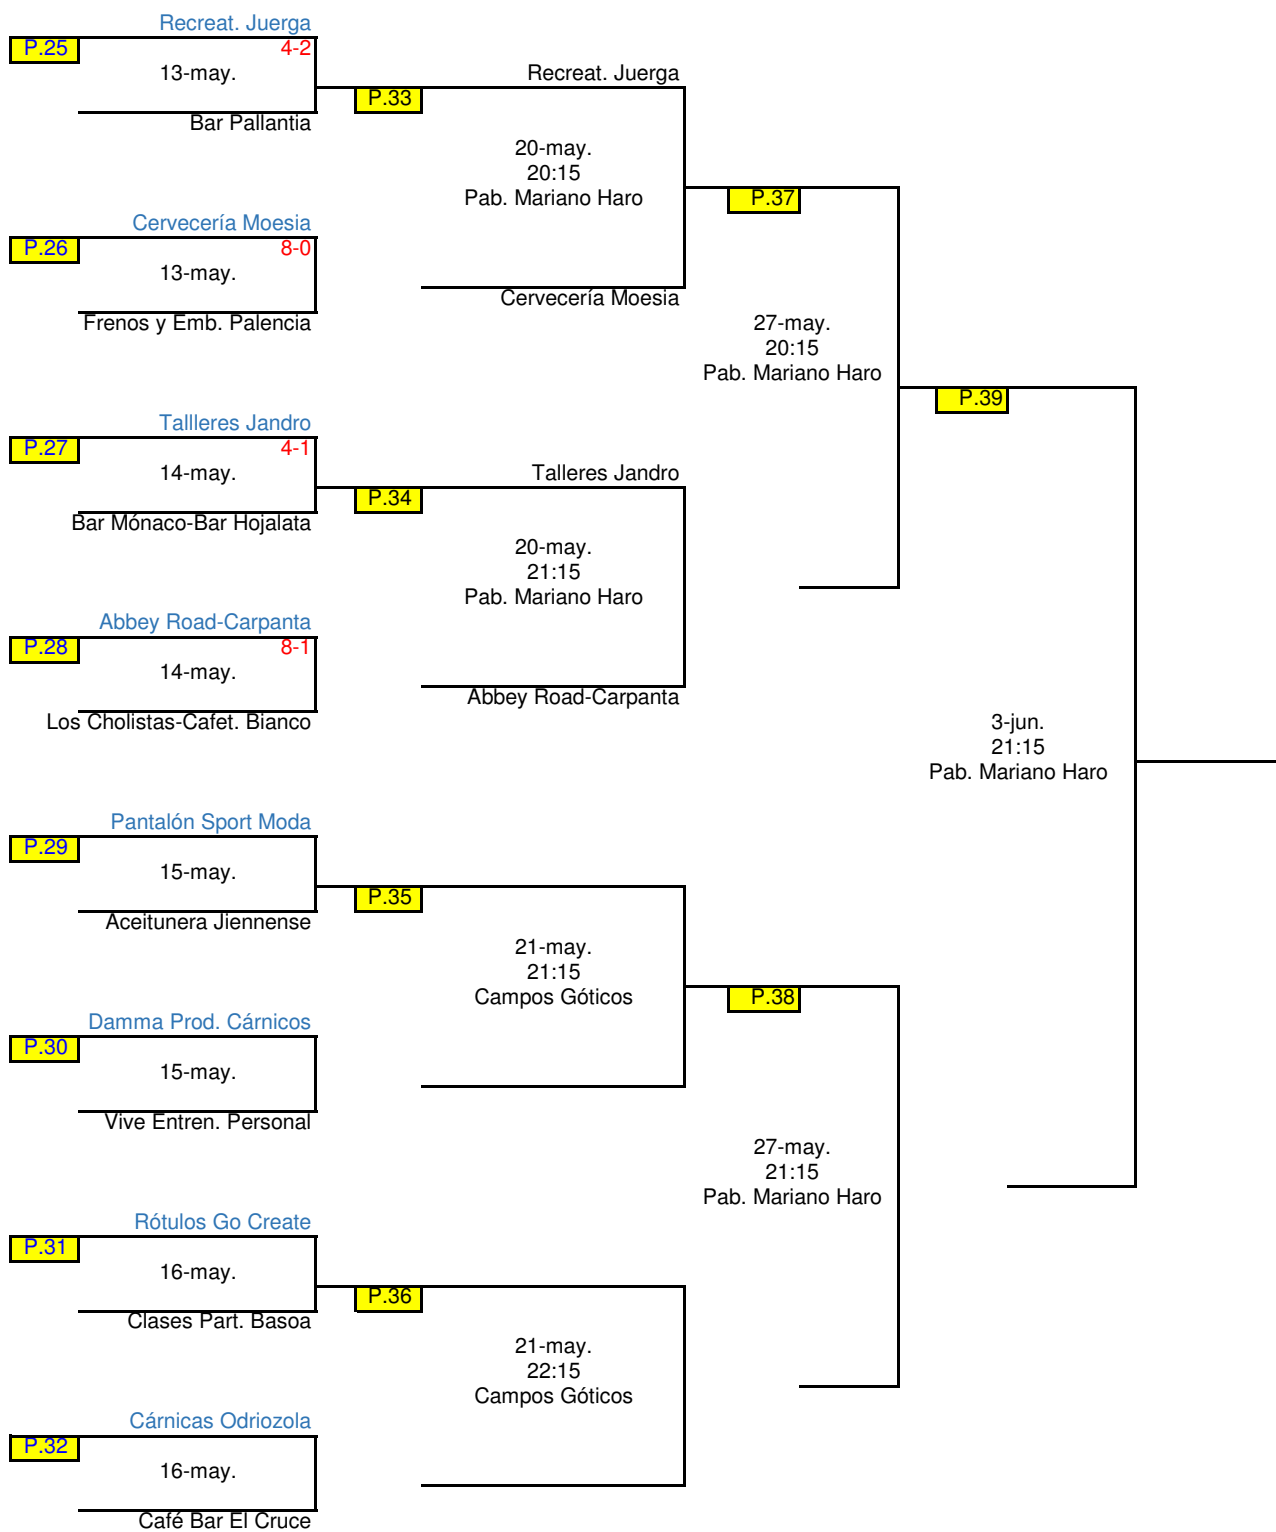 Recreat. Juerga
P.25
4-2
13-may.
Bar Pallantia
Recreat. Juerga
P.33
20-may.
20:15
Pab. Mariano Haro
Cervecería Moesia
P.26
8-0
13-may.
Frenos y Emb. Palencia
Cervecería Moesia
P.37
27-may.
20:15
Pab. Mariano Haro
Tallleres Jandro
P.27
4-1
14-may.
Bar Mónaco-Bar Hojalata
Talleres Jandro
P.34
20-may.
21:15
Pab. Mariano Haro
Abbey Road-Carpanta
P.28
8-1
14-may.
Los Cholistas-Cafet. Bianco
Abbey Road-Carpanta
P.39
3-jun.
21:15
Pab. Mariano Haro
Pantalón Sport Moda
P.29
15-may.
Aceitunera Jiennense
P.35
21-may.
21:15
Campos Góticos
Damma Prod. Cárnicos
P.30
15-may.
Vive Entren. Personal
P.38
27-may.
21:15
Pab. Mariano Haro
Rótulos Go Create
P.31
16-may.
Clases Part. Basoa
P.36
21-may.
22:15
Campos Góticos
Cárnicas Odriozola
P.32
16-may.
Café Bar El Cruce